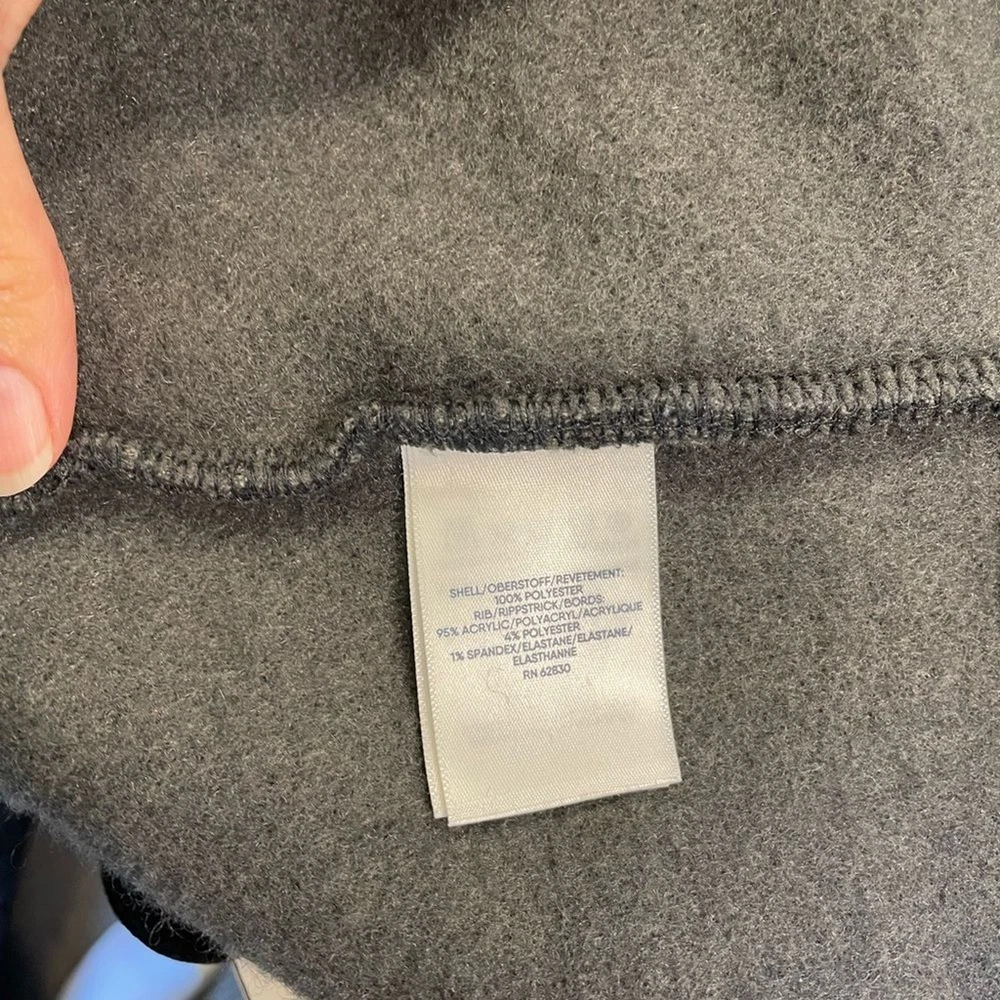 SHELL/OBERSTOFF/REVETEMENT:
100% POLYESTER
RIB/RIPPSTRICK/BORDS:
95% ACRYLIC/POLYACRYL/ACRYLIQUE
4% POLYESTER
1% SPANDEX/ELASTANE/ELASTANE/
ELASTHANNE
RN 62830